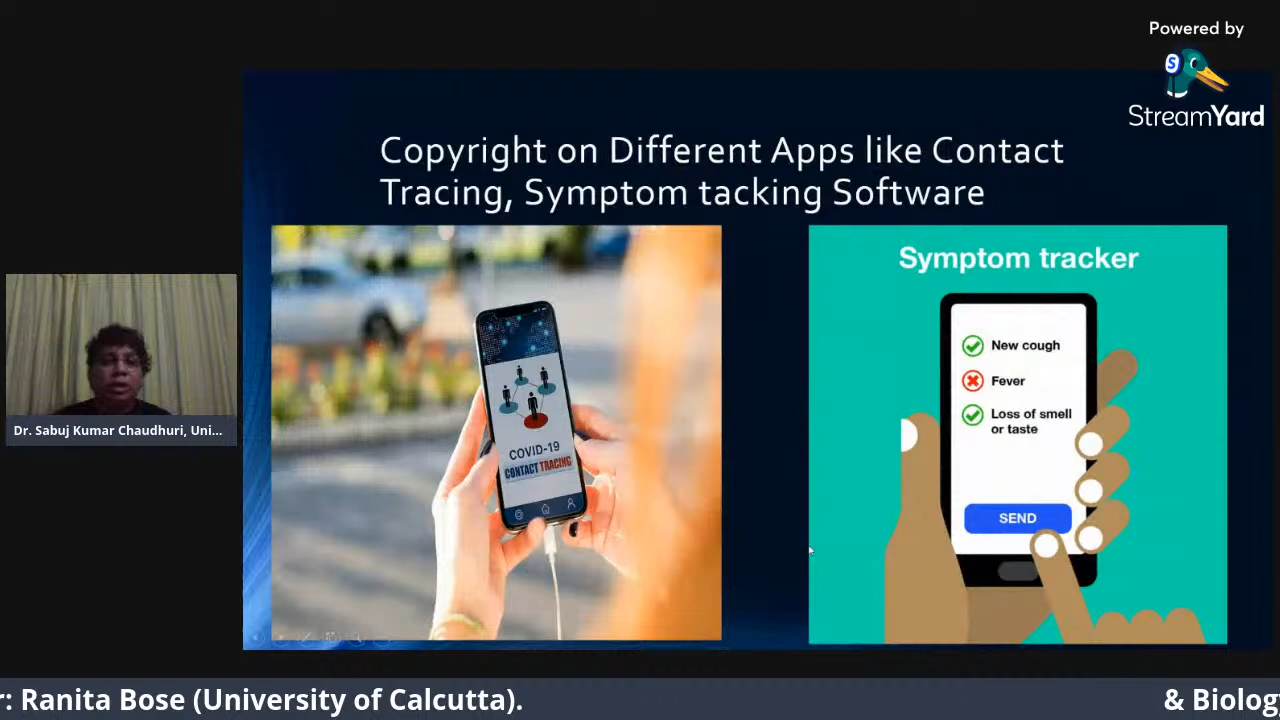 Powered by
StreamYard
Copyright on Different Apps like Contact
Tracing, Symptom tacking Software
COVID-19
CONTACT TRACING
Symptom tracker
New cough
Fever
Loss of smell
or taste
SEND
Dr. Sabuj Kumar Chaudhuri, Uni...
r: Ranita Bose (University of Calcutta).
& Biolog